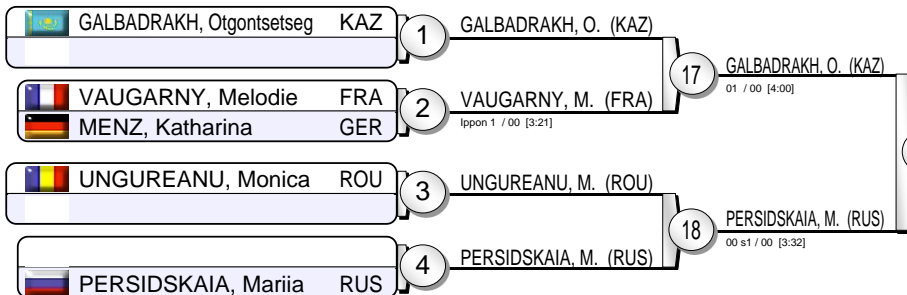 GALBADRAKH, Otgontsetseg KAZ
1
GALBADRAKH, O. (KAZ)
17
GALBADRAKH, O. (KAZ)
01 / 00 [4:00]
VAUGARNY, Melodie FRA
MENZ, Katharina GER
2
VAUGARNY, M. (FRA)
Ippon 1 / 00 [3:21]
UNGUREANU, Monica ROU
3
UNGUREANU, M. (ROU)
18
PERSIDSKAIA, M. (RUS)
00 s1 / 00 [3:32]
4
PERSIDSKAIA, M. (RUS)
PERSIDSKAIA, Mariia RUS